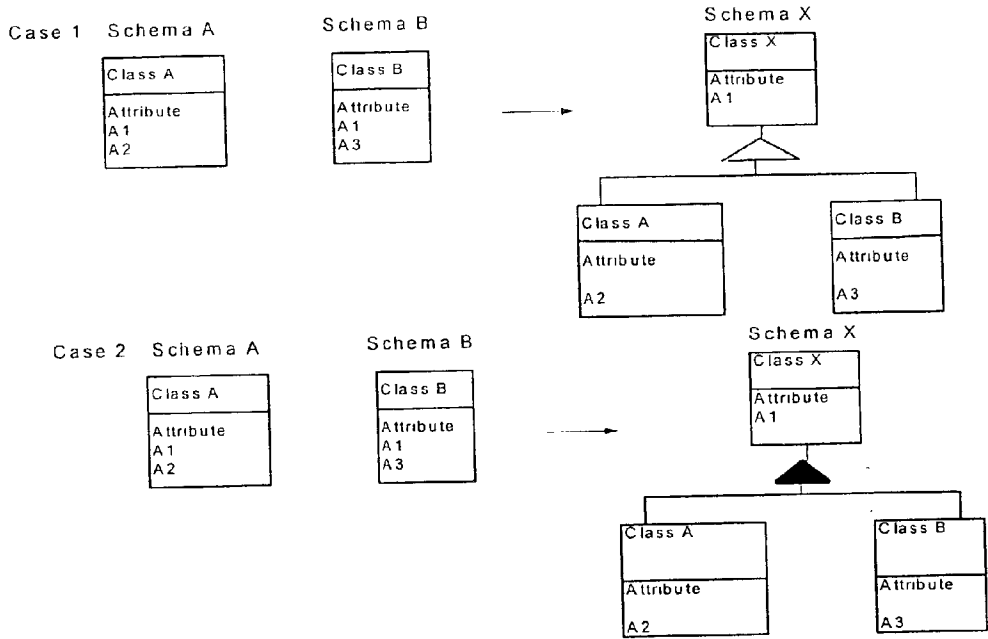 Case 1 Schema A
Schema B
Schema X
Class A
Attribute
A1
A2
Class B
Attribute
A1
A3
Class X
Attribute
A1
Class A
Attribute
A2
Class B
Attribute
A3
Case 2 Schema A
Schema B
Schema X
Class A
Attribute
A1
A2
Class B
Attribute
A1
A3
Class X
Attribute
A1
Class A
Attribute
A2
Class B
Attribute
A3